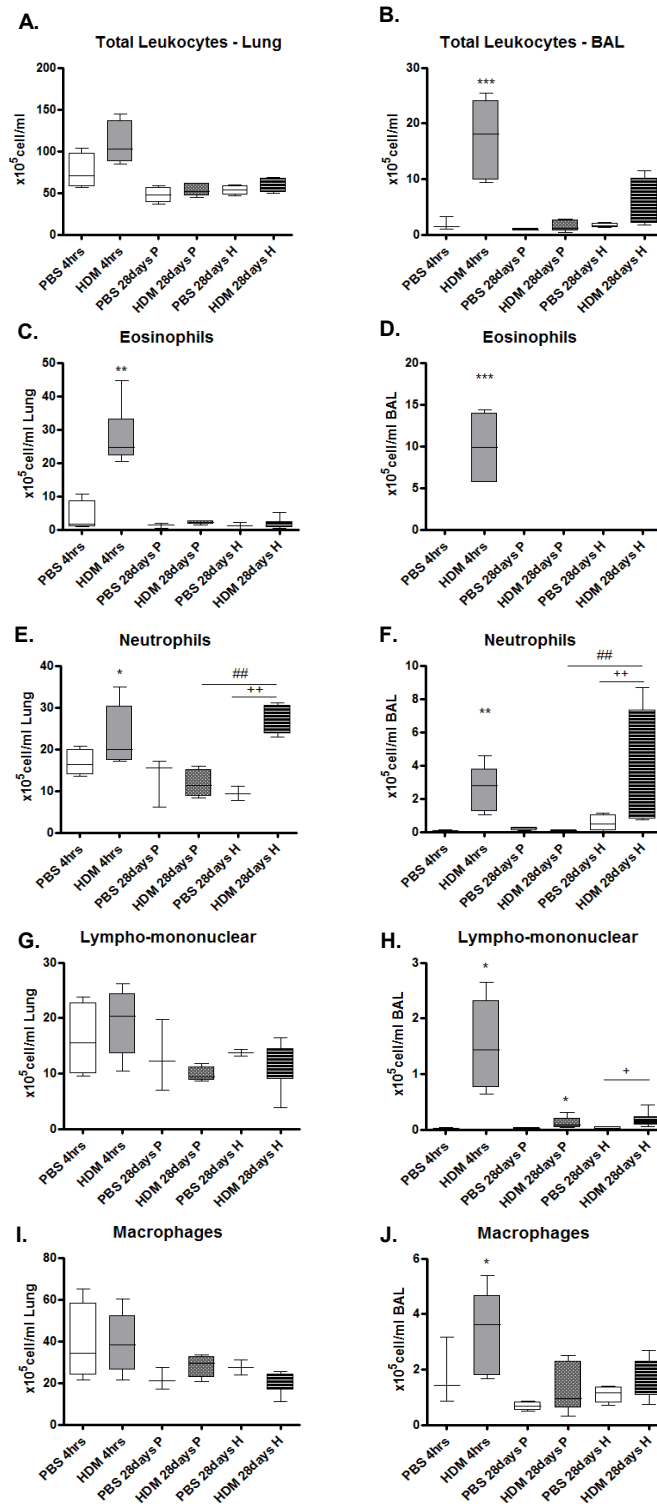 A.
Total Leukocytes - Lung
x10⁵cell/ml
150
100
50
0
PBS 4hrs
HDM 4hrs
PBS 28days P
HDM 28days P
PBS 28days H
HDM 28days H
B.
Total Leukocytes - BAL
x10⁵cell/ml
30
20
10
0
***
PBS 4hrs
HDM 4hrs
PBS 28days P
HDM 28days P
PBS 28days H
HDM 28days H
C.
Eosinophils
x10⁵cell/ml Lung
50
40
30
20
10
0
**
PBS 4hrs
HDM 4hrs
PBS 28days P
HDM 28days P
PBS 28days H
HDM 28days H
D.
Eosinophils
x10⁵cell/ml BAL
20
15
10
5
0
***
PBS 4hrs
HDM 4hrs
PBS 28days P
HDM 28days P
PBS 28days H
HDM 28days H
E.
Neutrophils
x10⁵cell/ml Lung
40
30
20
10
0
*
##
++
PBS 4hrs
HDM 4hrs
PBS 28days P
HDM 28days P
PBS 28days H
HDM 28days H
F.
Neutrophils
x10⁵cell/ml BAL
10
8
6
4
2
0
**
##
++
PBS 4hrs
HDM 4hrs
PBS 28days P
HDM 28days P
PBS 28days H
HDM 28days H
G.
Lympho-mononuclear
x10⁵cell/ml Lung
30
20
10
0
PBS 4hrs
HDM 4hrs
PBS 28days P
HDM 28days P
PBS 28days H
HDM 28days H
H.
Lympho-mononuclear
x10⁵cell/ml BAL
3
2
1
0
*
*
+
PBS 4hrs
HDM 4hrs
PBS 28days P
HDM 28days P
PBS 28days H
HDM 28days H
I.
Macrophages
x10⁵cell/ml Lung
80
60
40
20
0
PBS 4hrs
HDM 4hrs
PBS 28days P
HDM 28days P
PBS 28days H
HDM 28days H
J.
Macrophages
x10⁵cell/ml BAL
6
4
2
0
*
PBS 4hrs
HDM 4hrs
PBS 28days P
HDM 28days P
PBS 28days H
HDM 28days H